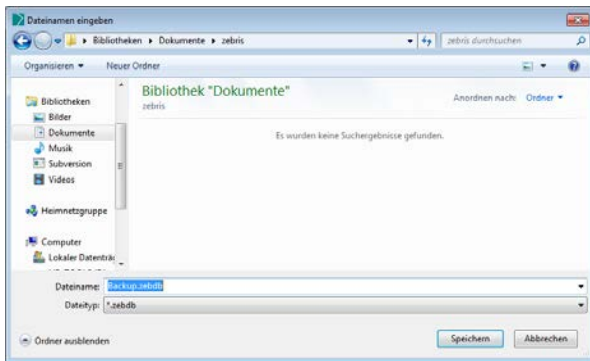 Dateinamen eingeben
Bibliotheken ▸ Dokumente ▸ zebris
zebris durchsuchen
Organisieren ▾ Neuer Ordner
Bibliotheken
Bilder
Dokumente
Musik
Subversion
Videos
Heimnetzgruppe
Computer
Lokaler Datenträ
Bibliothek "Dokumente"
zebris
Anordnen nach: Ordner ▾
Es wurden keine Suchergebnisse gefunden.
Dateiname: Backup.zebdb
Dateityp: *.zebdb
Ordner ausblenden
Speichern
Abbrechen